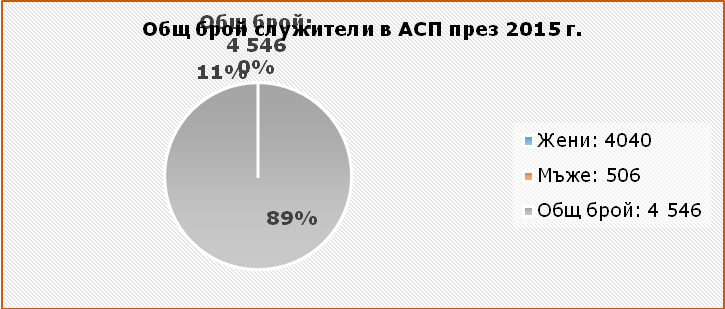 Общ брой служители в АСП през 2015 г.
Общ брой:
4 546
0%
11%
89%
Жени: 4040
Мъже: 506
Общ брой: 4 546